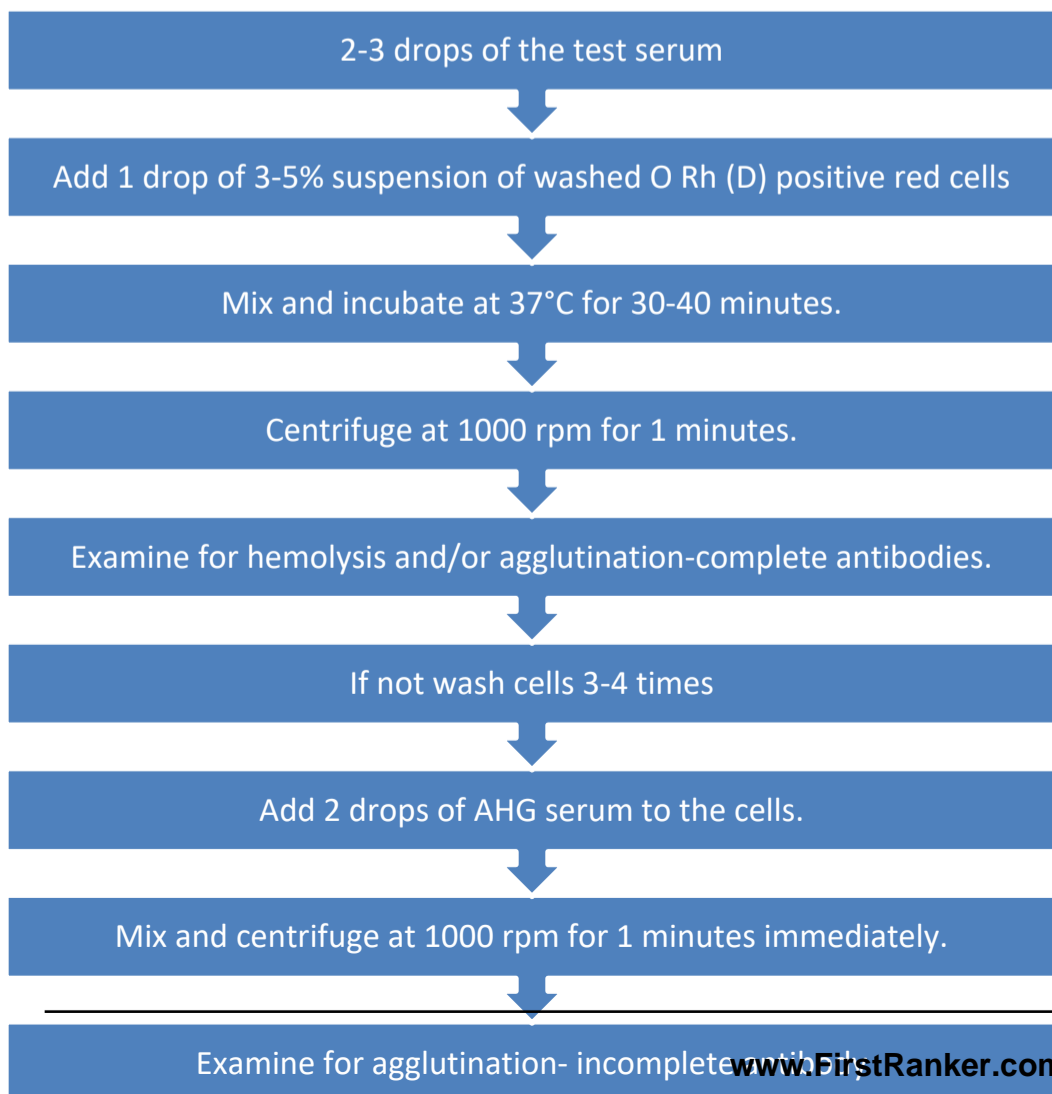 2-3 drops of the test serum
Add 1 drop of 3-5% suspension of washed O Rh (D) positive red cells
Mix and incubate at 37°C for 30-40 minutes.
Centrifuge at 1000 rpm for 1 minutes.
Examine for hemolysis and/or agglutination-complete antibodies.
If not wash cells 3-4 times
Add 2 drops of AHG serum to the cells.
Mix and centrifuge at 1000 rpm for 1 minutes immediately.
Examine for agglutination- incomplete
www.FirstRanker.com